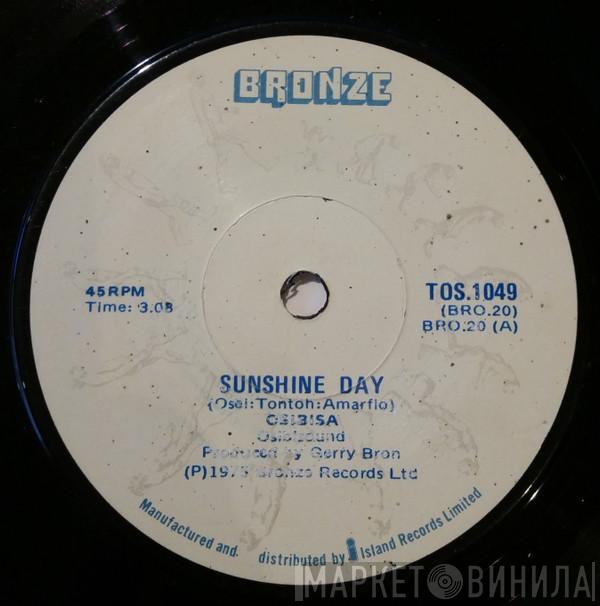 BRONZE
45RPM
Time: 3.08
TOS.1049
(BRO.20)
BRO.20 (A)
SUNSHINE DAY
(Osei:Tontoh:Amarfio)
OSIBISA
Osibisound
Produced by Gerry Bron
(P)1975 Bronze Records Ltd
Manufactured and distributed by i Island Records Limited
МАРКЕТ ВИНИЛА